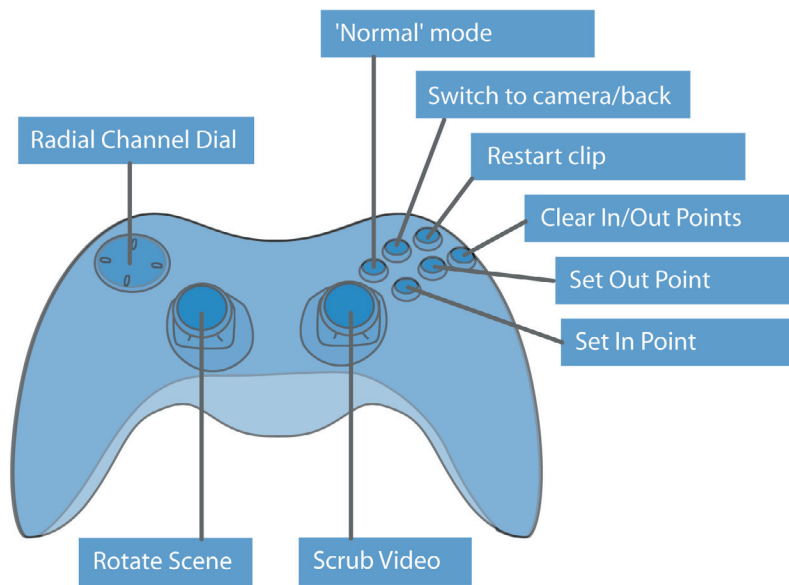 'Normal' mode
Switch to camera/back
Radial Channel Dial
Restart clip
Clear In/Out Points
Set Out Point
Set In Point
Rotate Scene
Scrub Video